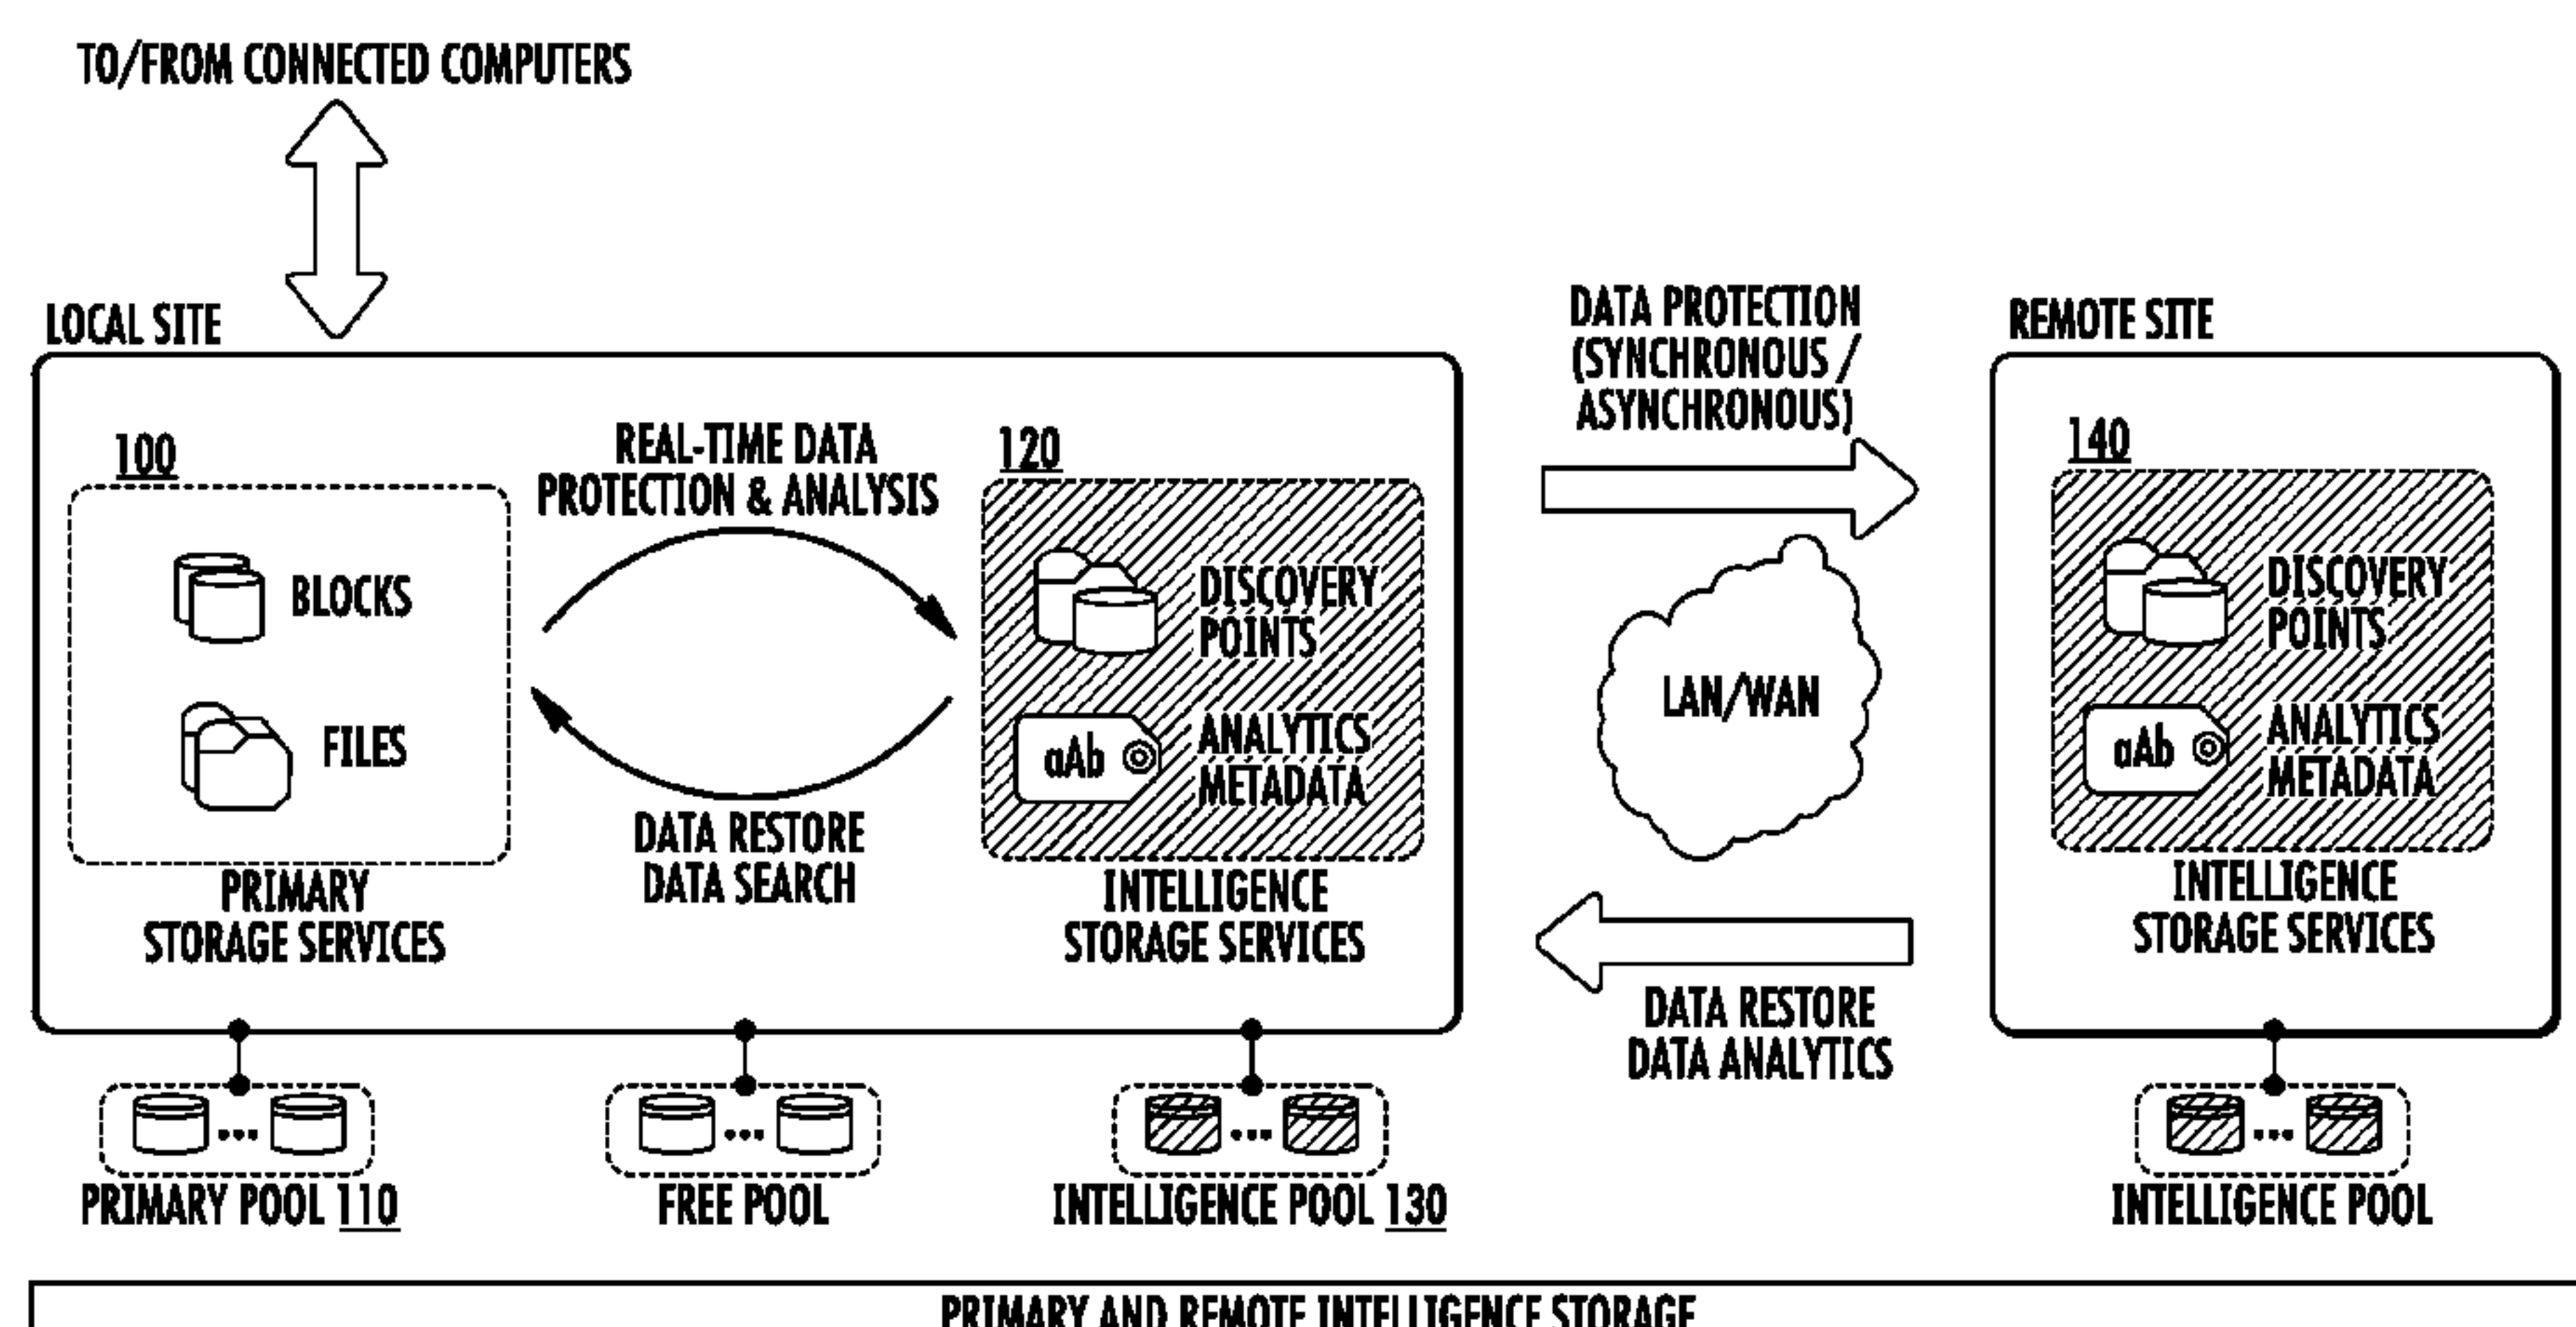 TO/FROM CONNECTED COMPUTERS
LOCAL SITE
100
BLOCKS
FILES
PRIMARY
STORAGE SERVICES
REAL-TIME DATA
PROTECTION & ANALYSIS
DATA RESTORE
DATA SEARCH
120
DISCOVERY
POINTS
aAb
ANALYTICS
METADATA
INTELLIGENCE
STORAGE SERVICES
DATA PROTECTION
(SYNCHRONOUS /
ASYNCHRONOUS)
LAN/WAN
DATA RESTORE
DATA ANALYTICS
REMOTE SITE
140
DISCOVERY
POINTS
aAb
ANALYTICS
METADATA
INTELLIGENCE
STORAGE SERVICES
PRIMARY POOL 110
FREE POOL
INTELLIGENCE POOL 130
INTELLIGENCE POOL
PRIMARY AND REMOTE INTELLIGENCE STORAGE